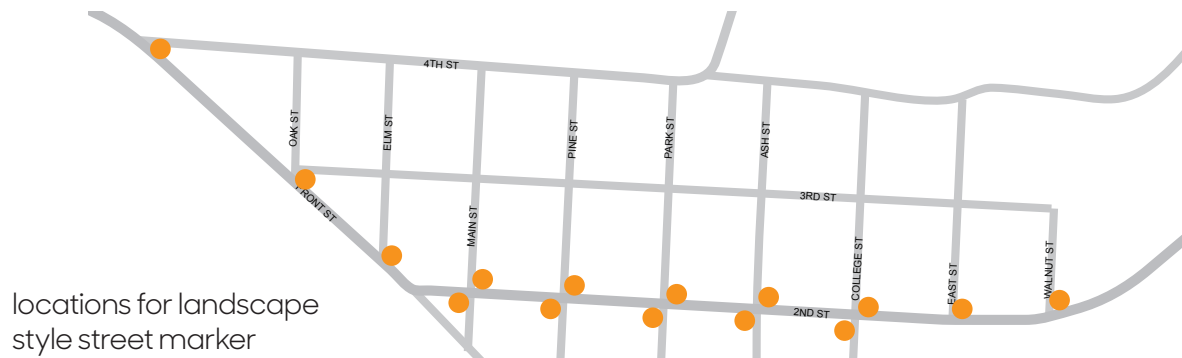 4TH ST
OAK ST
ELM ST
PINE ST
PARK ST
ASH ST
3RD ST
FRONT ST
MAIN ST
COLLEGE ST
EAST ST
WALNUT ST
2ND ST
locations for landscape
style street marker